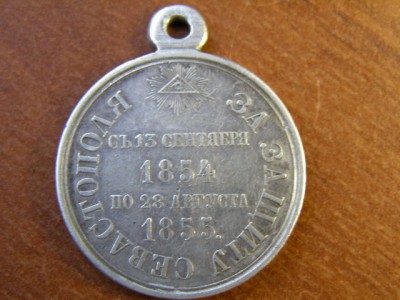 ЗА ЗАЩИТУ СЕВАСТОПОЛЯ
СЪ 13 СЕНТЯБРЯ
1854
ПО 28 АВГУСТА
1855.